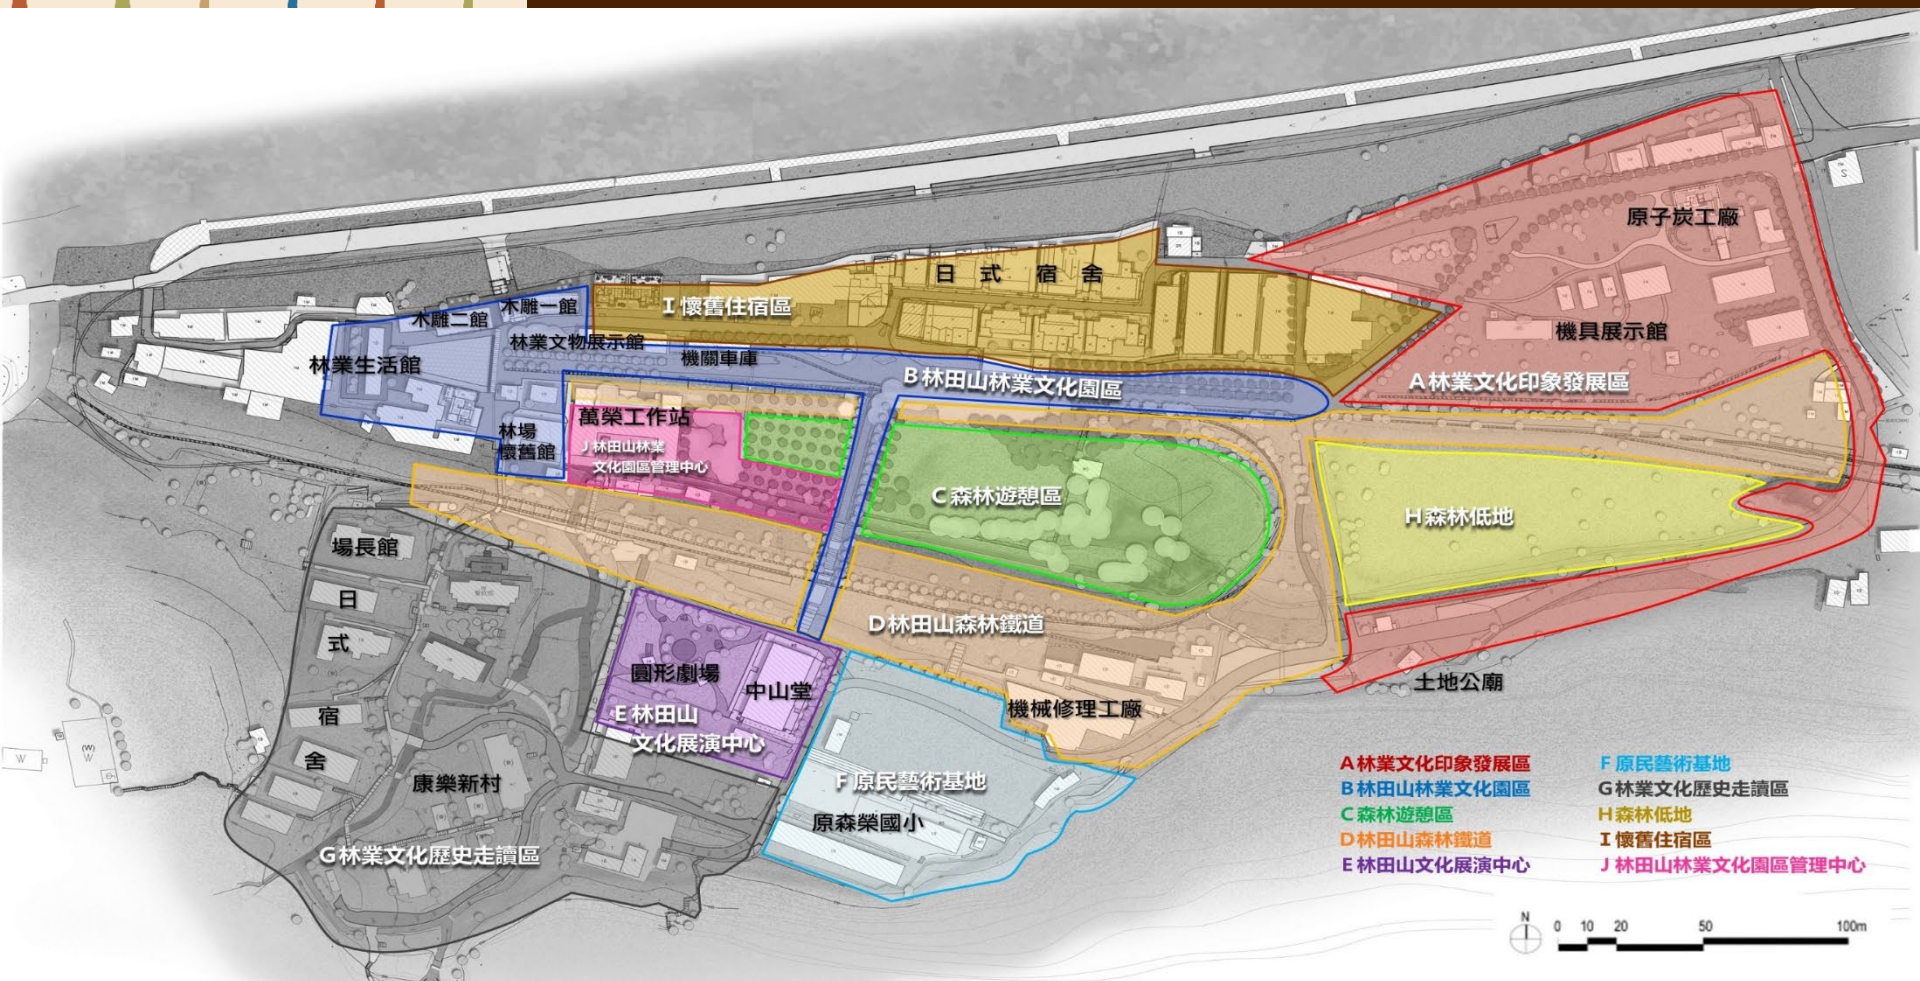 原子炭工廠
日式宿舍
I 懷舊住宿區
木雕一館
木雕二館
機具展示館
林業文物展示館
機關車庫
林業生活館
B 林田山林業文化園區
A 林業文化印象發展區
萬榮工作站
林場
懷舊館
J 林田山林業
文化園區管理中心
C 森林遊憩區
H 森林低地
場長館
日
式
宿
舍
D 林田山森林鐵道
圓形劇場
中山堂
土地公廟
機械修理工廠
E 林田山
文化展演中心
康樂新村
F 原民藝術基地
原森榮國小
G 林業文化歷史走讀區
A 林業文化印象發展區
B 林田山林業文化園區
C 森林遊憩區
D 林田山森林鐵道
E 林田山文化展演中心
F 原民藝術基地
G 林業文化歷史走讀區
H 森林低地
I 懷舊住宿區
J 林田山林業文化園區管理中心
N
0 10 20 50 100m
S
W
(W)
W